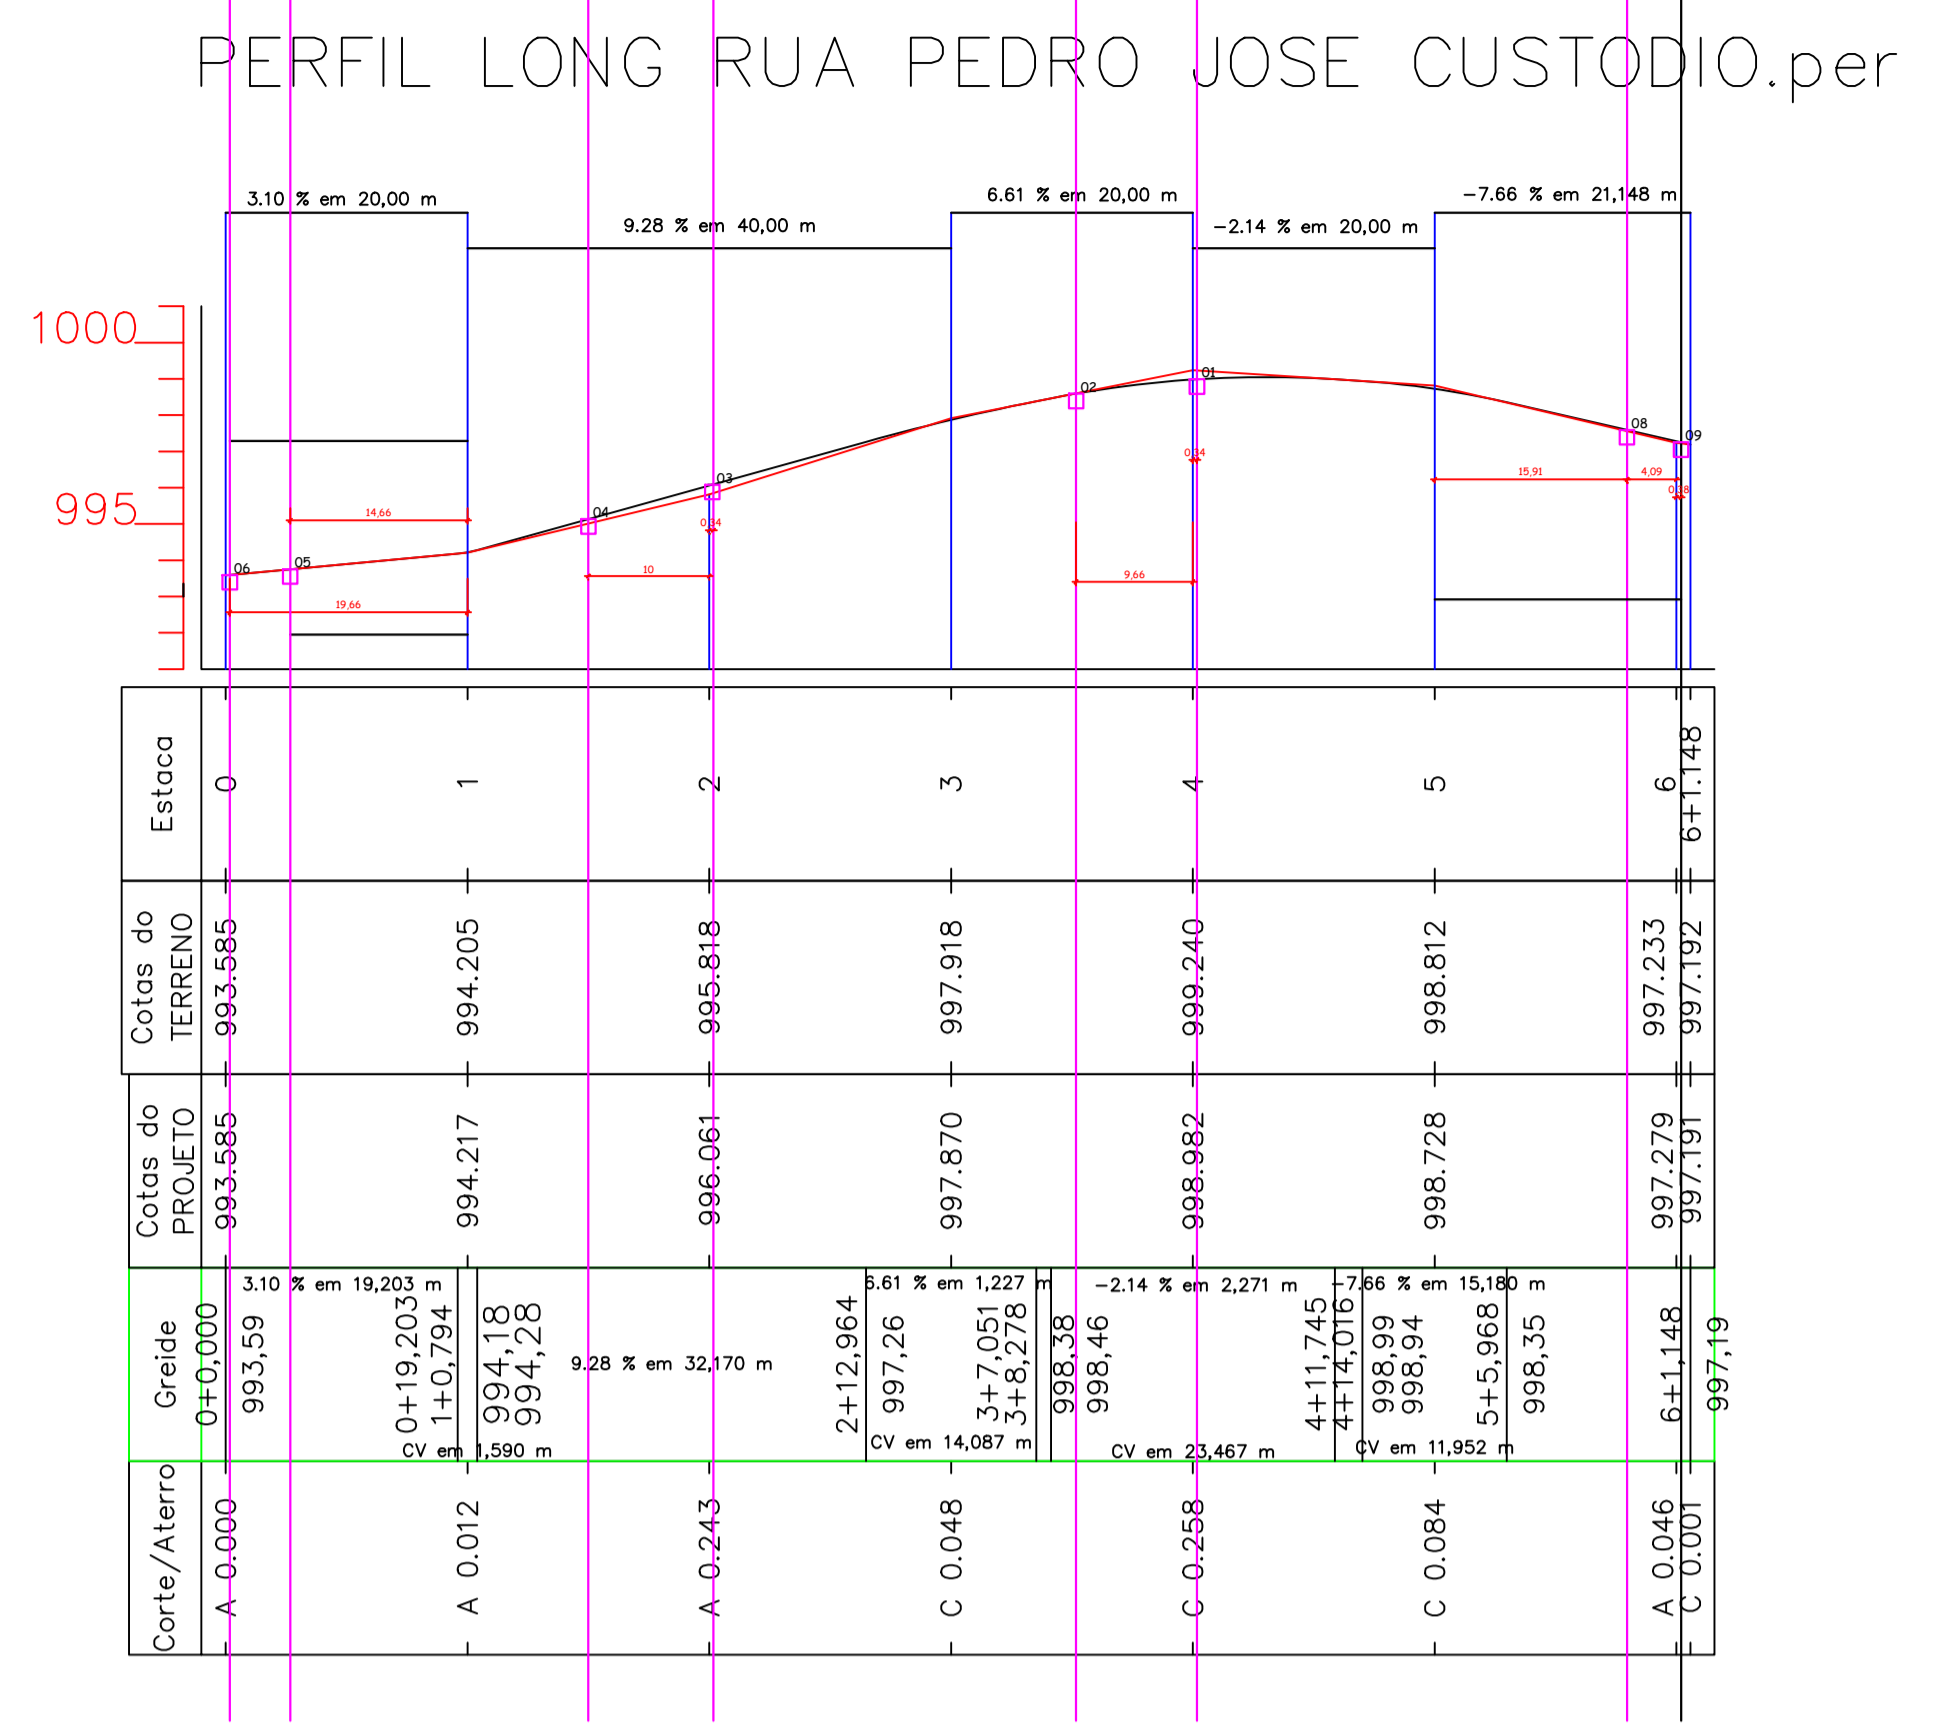 PERFIL LONG RUA PEDRO JOSE CUSTODIO.per
3.10 % em 20,00 m
9.28 % em 40,00 m
6.61 % em 20,00 m
-2.14 % em 20,00 m
-7.66 % em 21,148 m
1000
995
06
05
04
03
02
01
08
09
14,66
19,66
10
0,34
9,66
0,34
15,91
4,09
0,38
Estaca
0
1
2
3
4
5
6
6+1.148
Cotas do
TERRENO
993.585
994.205
995.818
997.918
999.240
998.812
997.233
997.192
Cotas do
PROJETO
993.585
994.217
996.061
997.870
998.982
998.728
997.279
997.191
Greide
3.10 % em 19,203 m
9.28 % em 32,170 m
6.61 % em 1,227 m
-2.14 % em 2,271 m
-7.66 % em 15,180 m
0+0,000
993,59
0+19,203
1+0,794
994,18
994,28
2+12,964
997,26
3+7,051
3+8,278
998,38
998,46
4+11,745
4+14,016
998,99
998,94
5+5,968
998,35
6+1,148
997,19
CV em 1,590 m
CV em 14,087 m
CV em 23,467 m
CV em 11,952 m
Corte/Aterro
A 0.000
A 0.012
A 0.243
C 0.048
C 0.258
C 0.084
A 0.046
C 0.001